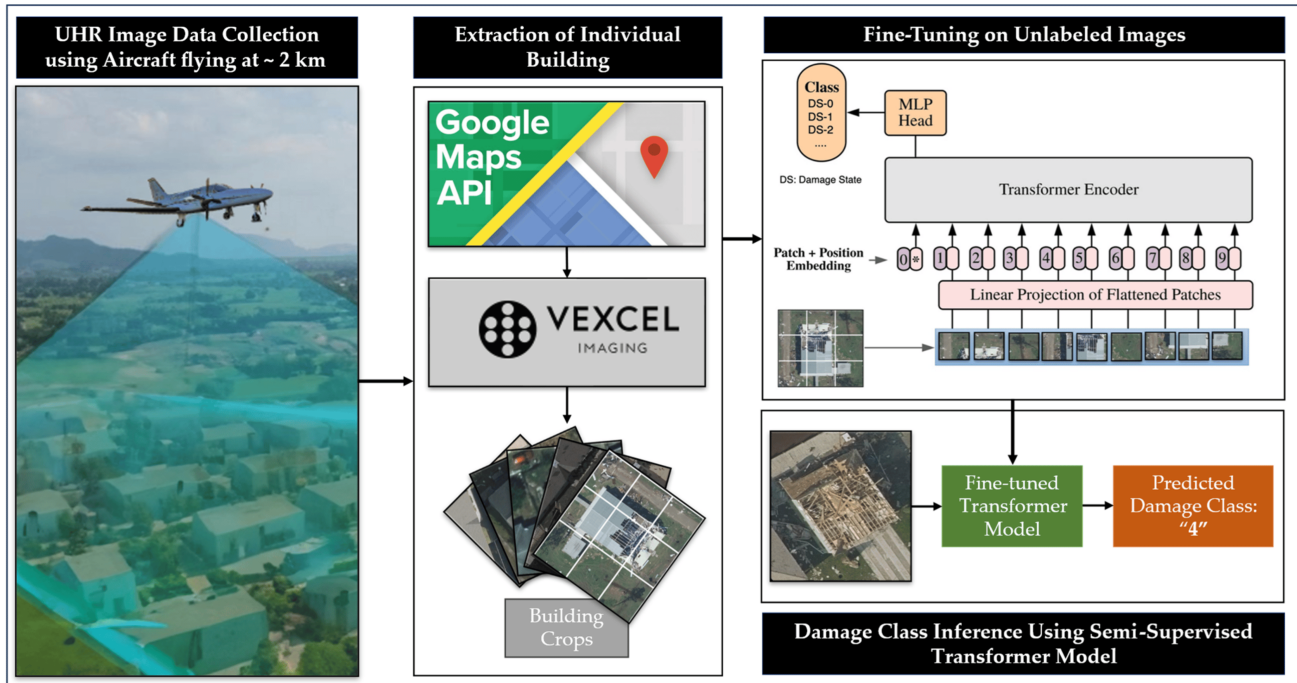 UHR Image Data Collection
using Aircraft flying at ~ 2 km
Extraction of Individual
Building
Google
Maps
API
VEXCEL
IMAGING
Building
Crops
Fine-Tuning on Unlabeled Images
Class
DS-0
DS-1
DS-2
....
MLP
Head
DS: Damage State
Transformer Encoder
Patch + Position
Embedding
0 * 1 2 3 4 5 6 7 8 9
Linear Projection of Flattened Patches
Fine-tuned
Transformer
Model
Predicted
Damage Class:
“4”
Damage Class Inference Using Semi-Supervised
Transformer Model